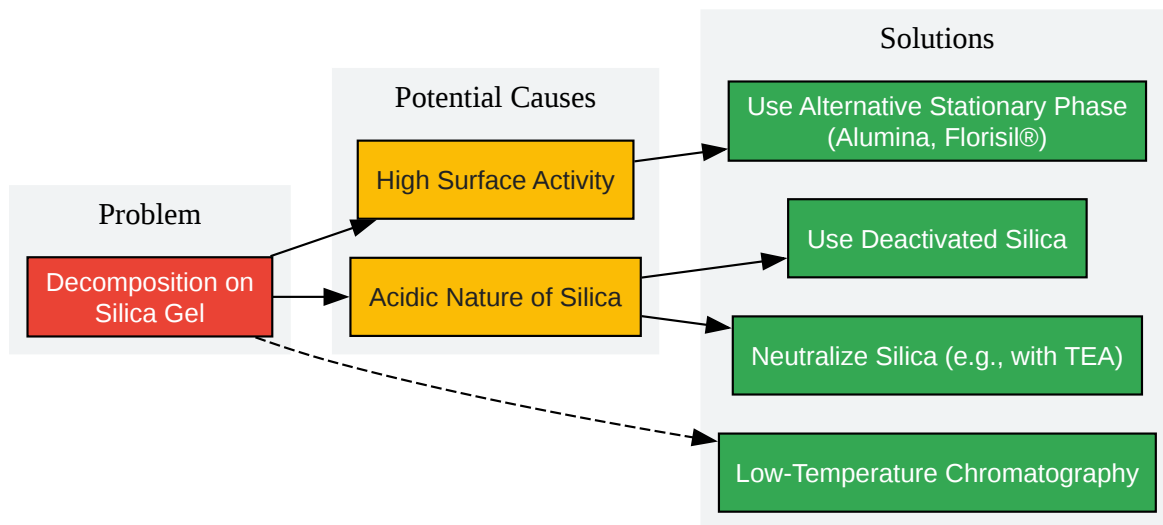 Problem
Decomposition on
Silica Gel
Potential Causes
High Surface Activity
Acidic Nature of Silica
Solutions
Use Alternative Stationary Phase
(Alumina, Florisil®)
Use Deactivated Silica
Neutralize Silica (e.g., with TEA)
Low-Temperature Chromatography